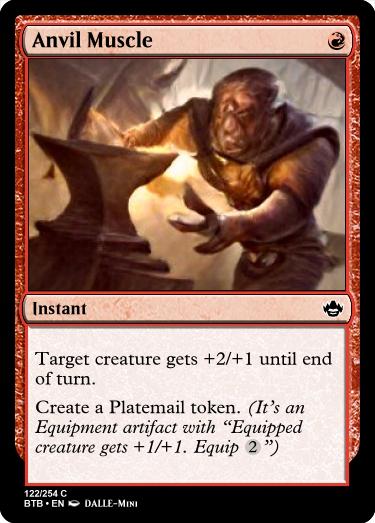 Anvil Muscle
Instant
Target creature gets +2/+1 until end
of turn.
Create a Platemail token. (It's an
Equipment artifact with “Equipped
creature gets +1/+1. Equip 2”)
122/254 C
BTB • EN DALLE-Mini